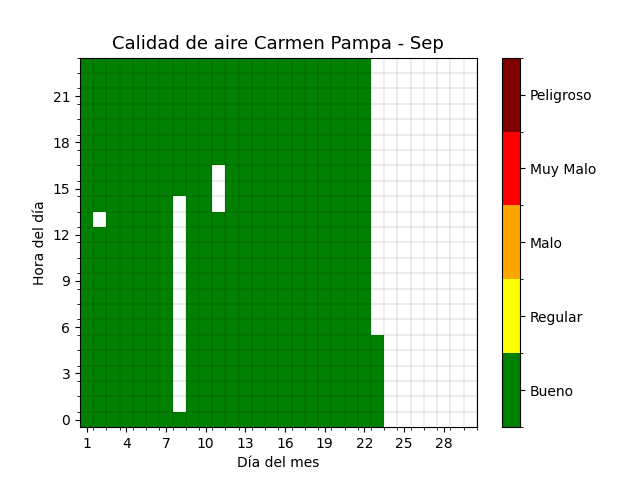 Calidad de aire Carmen Pampa - Sep
Hora del día
21
18
15
12
9
6
3
0
1 4 7 10 13 16 19 22 25 28
Día del mes
Peligroso
Muy Malo
Malo
Regular
Bueno